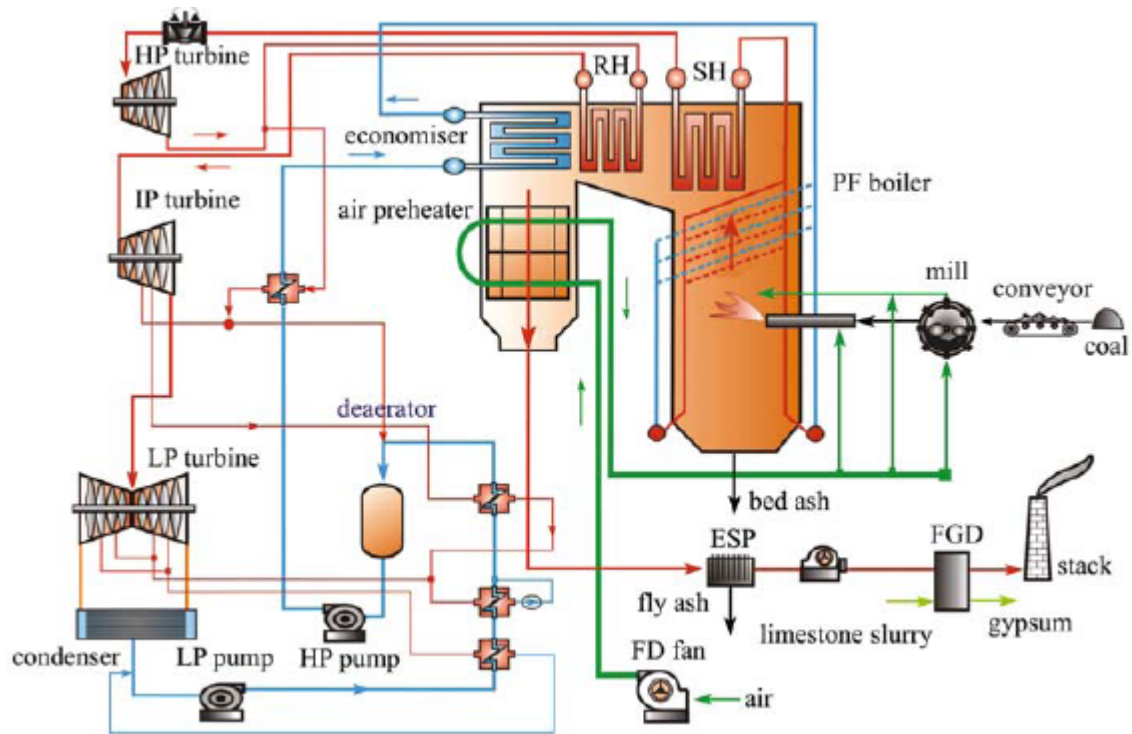 HP turbine
RH
SH
economiser
IP turbine
air preheater
PF boiler
mill
conveyor
coal
deaerator
LP turbine
bed ash
ESP
FGD
stack
fly ash
limestone slurry
gypsum
condenser
LP pump
HP pump
FD fan
air